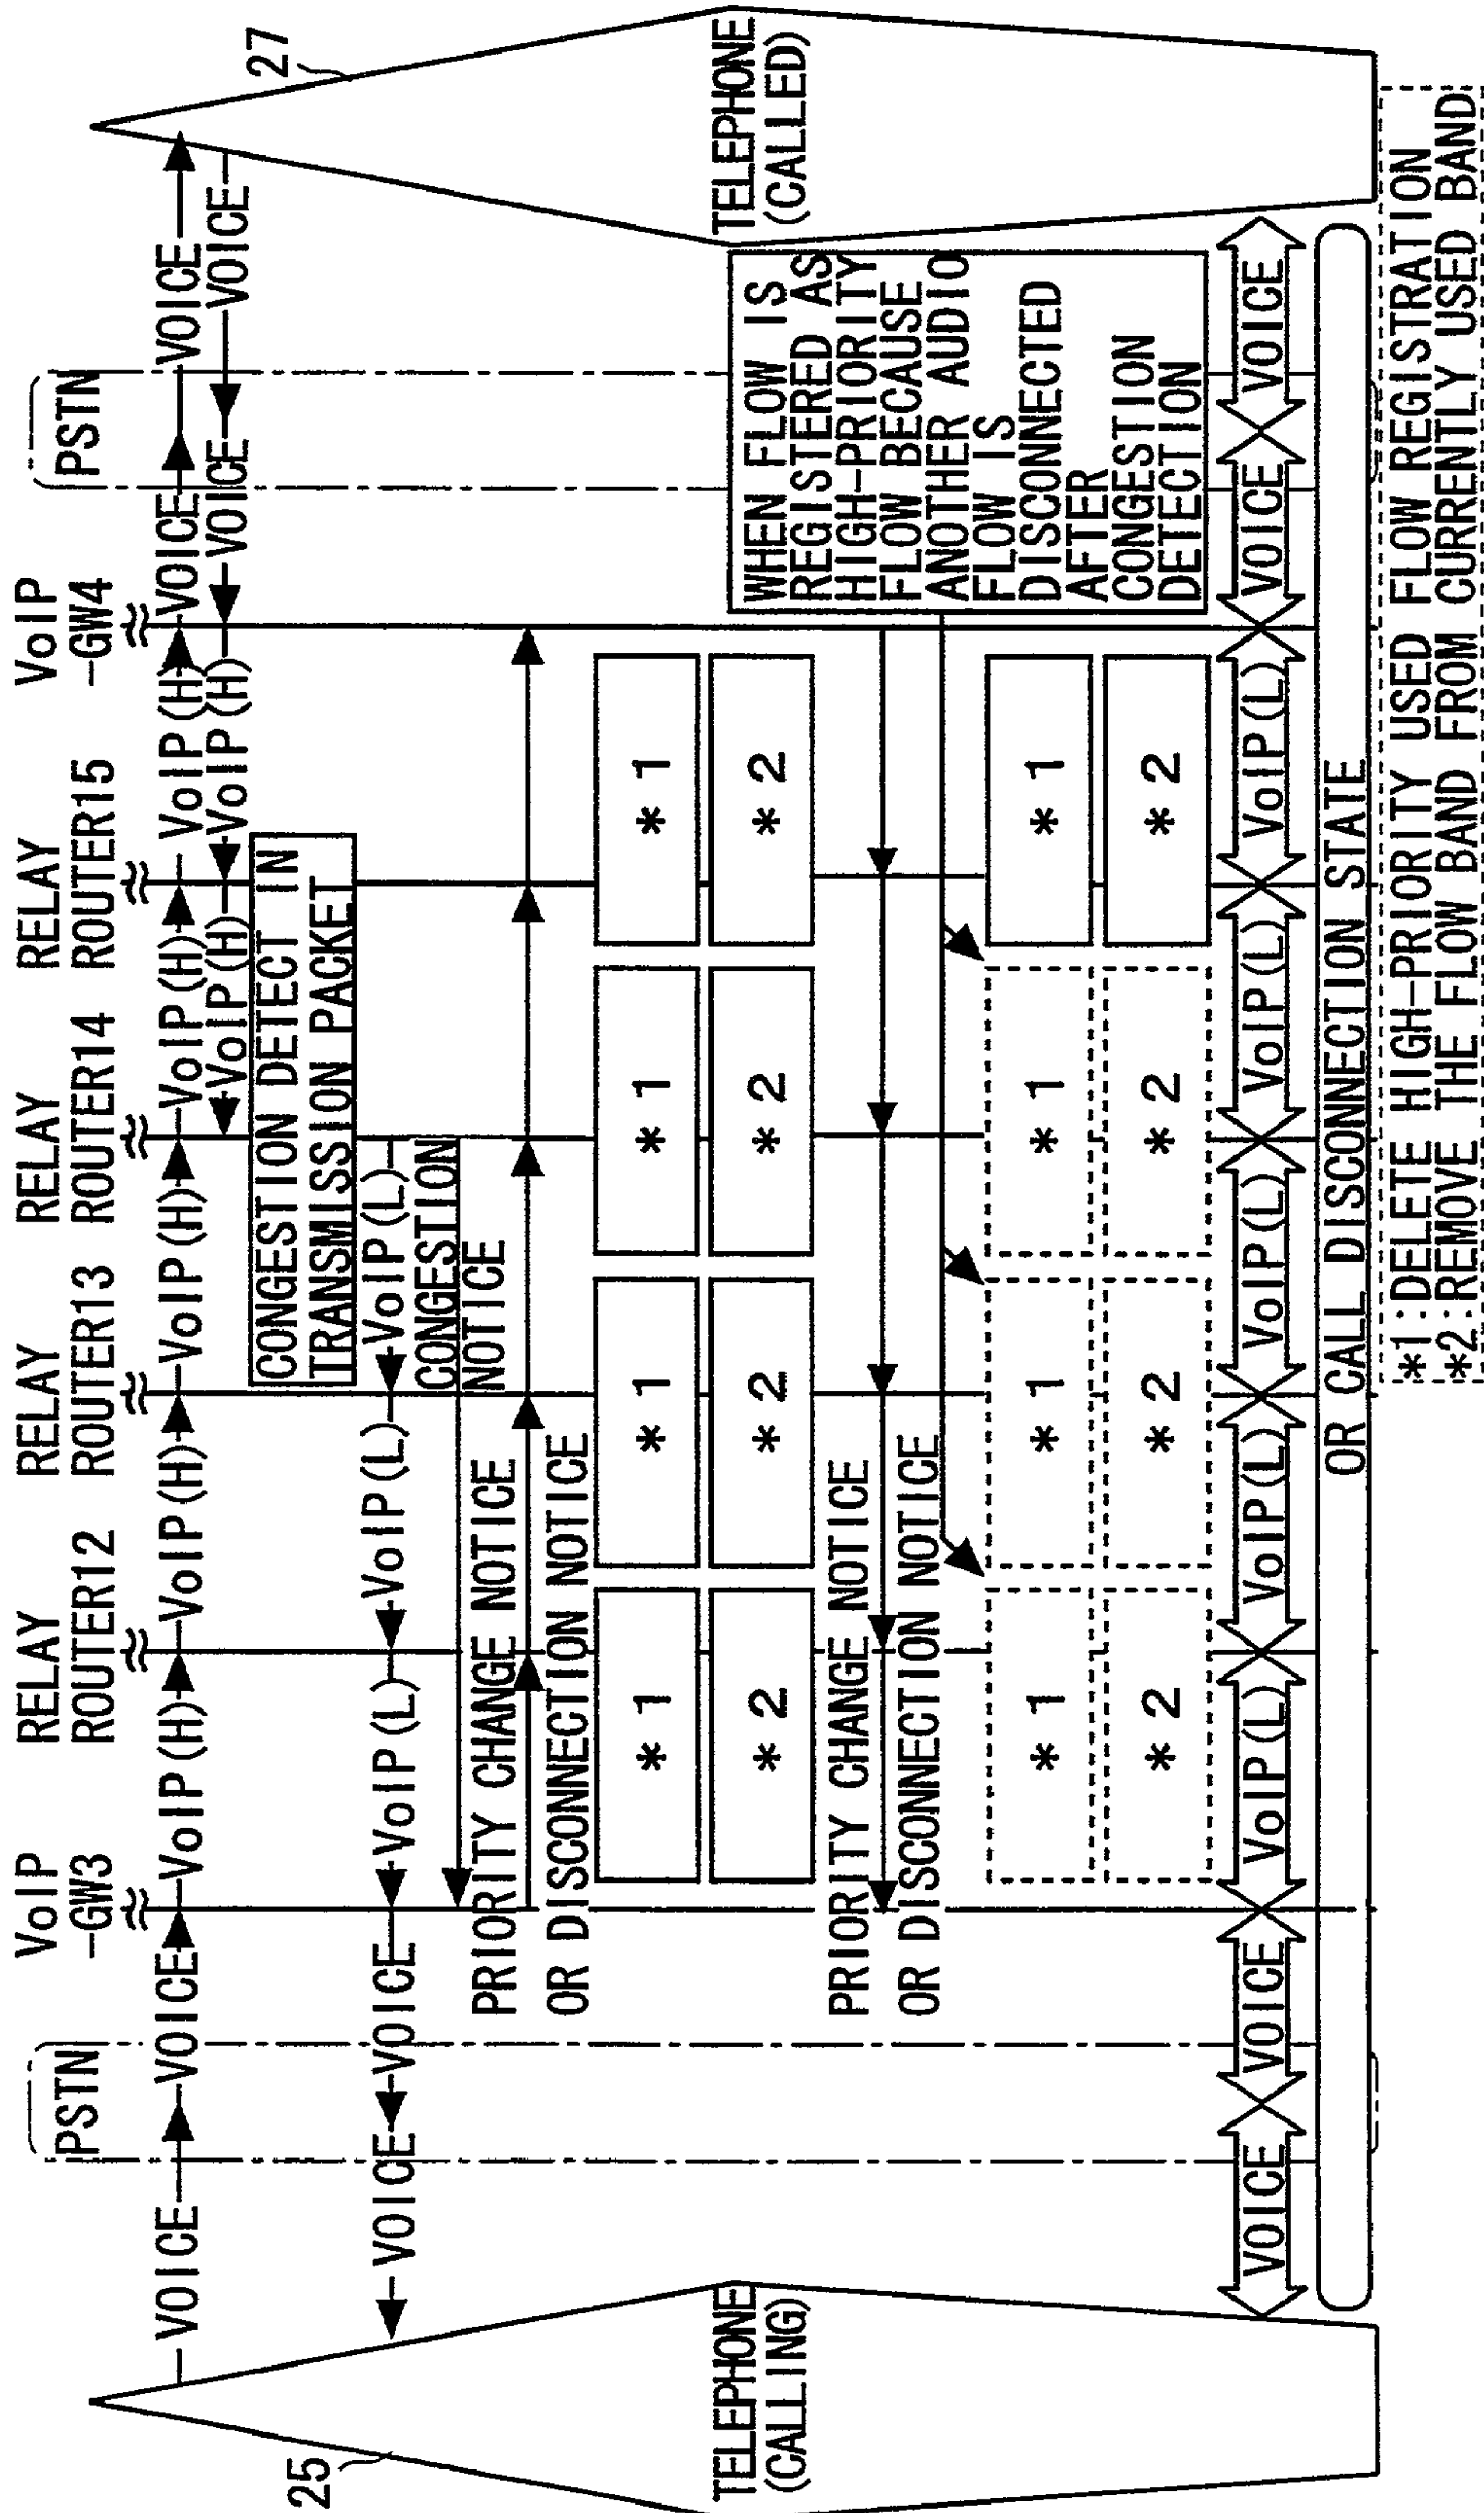 25
27
TELEPHONE
(CALLING)
PSTN
VoIP
-GW3
RELAY
ROUTER12
RELAY
ROUTER13
RELAY
ROUTER14
RELAY
ROUTER15
VoIP
-GW4
PSTN
TELEPHONE
(CALLED)
VOICE
VOICE
VoIP(H)
VoIP(H)
VoIP(H)
VoIP(H)
VoIP(H)
VOICE
VOICE
VoIP(H)
VoIP(H)
VOICE
VOICE
CONGESTION DETECT IN
TRANSMISSION PACKET
VOICE
VOICE
VoIP(L)
VoIP(L)
VoIP(L)
CONGESTION
NOTICE
PRIORITY CHANGE NOTICE
OR DISCONNECTION NOTICE
*1
*1
*1
*1
*2
*2
*2
*2
WHEN FLOW IS
REGISTERED AS
HIGH-PRIORITY
FLOW BECAUSE
ANOTHER AUDIO
FLOW IS
DISCONNECTED
AFTER
CONGESTION
DETECTION
PRIORITY CHANGE NOTICE
OR DISCONNECTION NOTICE
*1
*1
*1
*1
*2
*2
*2
*2
VOICE
VOICE
VoIP(L)
VoIP(L)
VoIP(L)
VoIP(L)
VoIP(L)
VOICE
VOICE
OR CALL DISCONNECTION STATE
*1:DELETE HIGH-PRIORITY USED FLOW REGISTRATION
*2:REMOVE THE FLOW BAND FROM CURRENTLY USED BAND